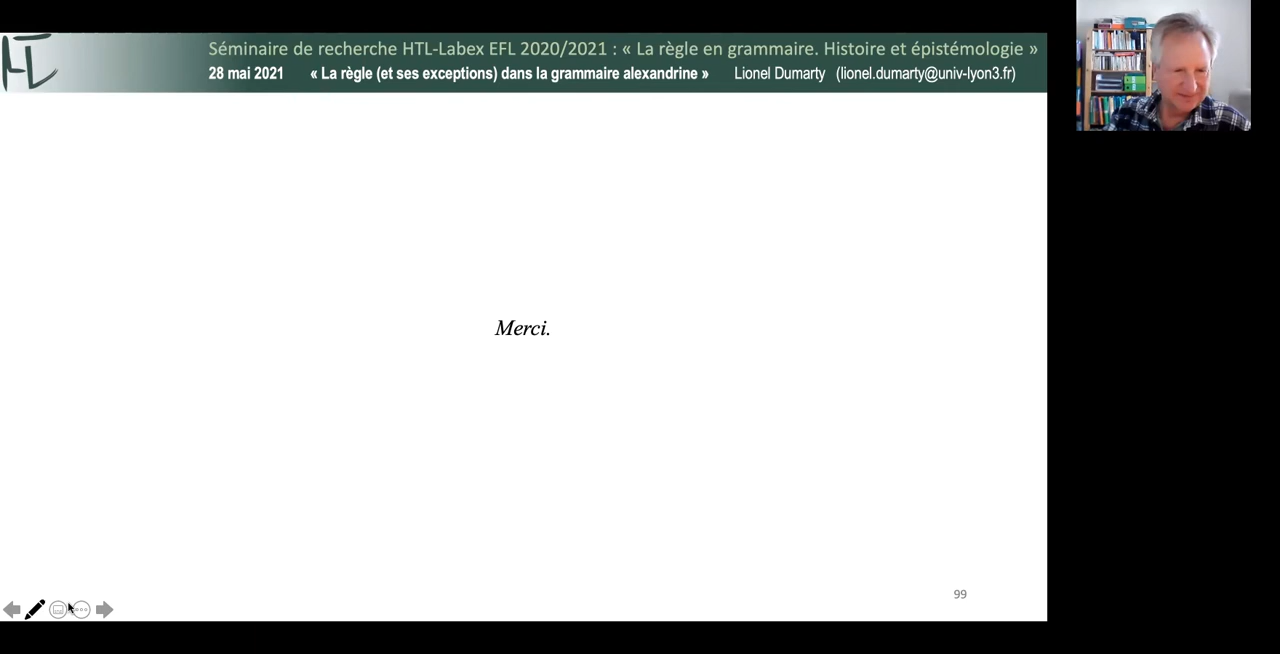 HTL
Séminaire de recherche HTL-Labex EFL 2020/2021 : « La règle en grammaire. Histoire et épistémologie »
28 mai 2021 « La règle (et ses exceptions) dans la grammaire alexandrine » Lionel Dumarty (lionel.dumarty@univ-lyon3.fr)
Merci.
99